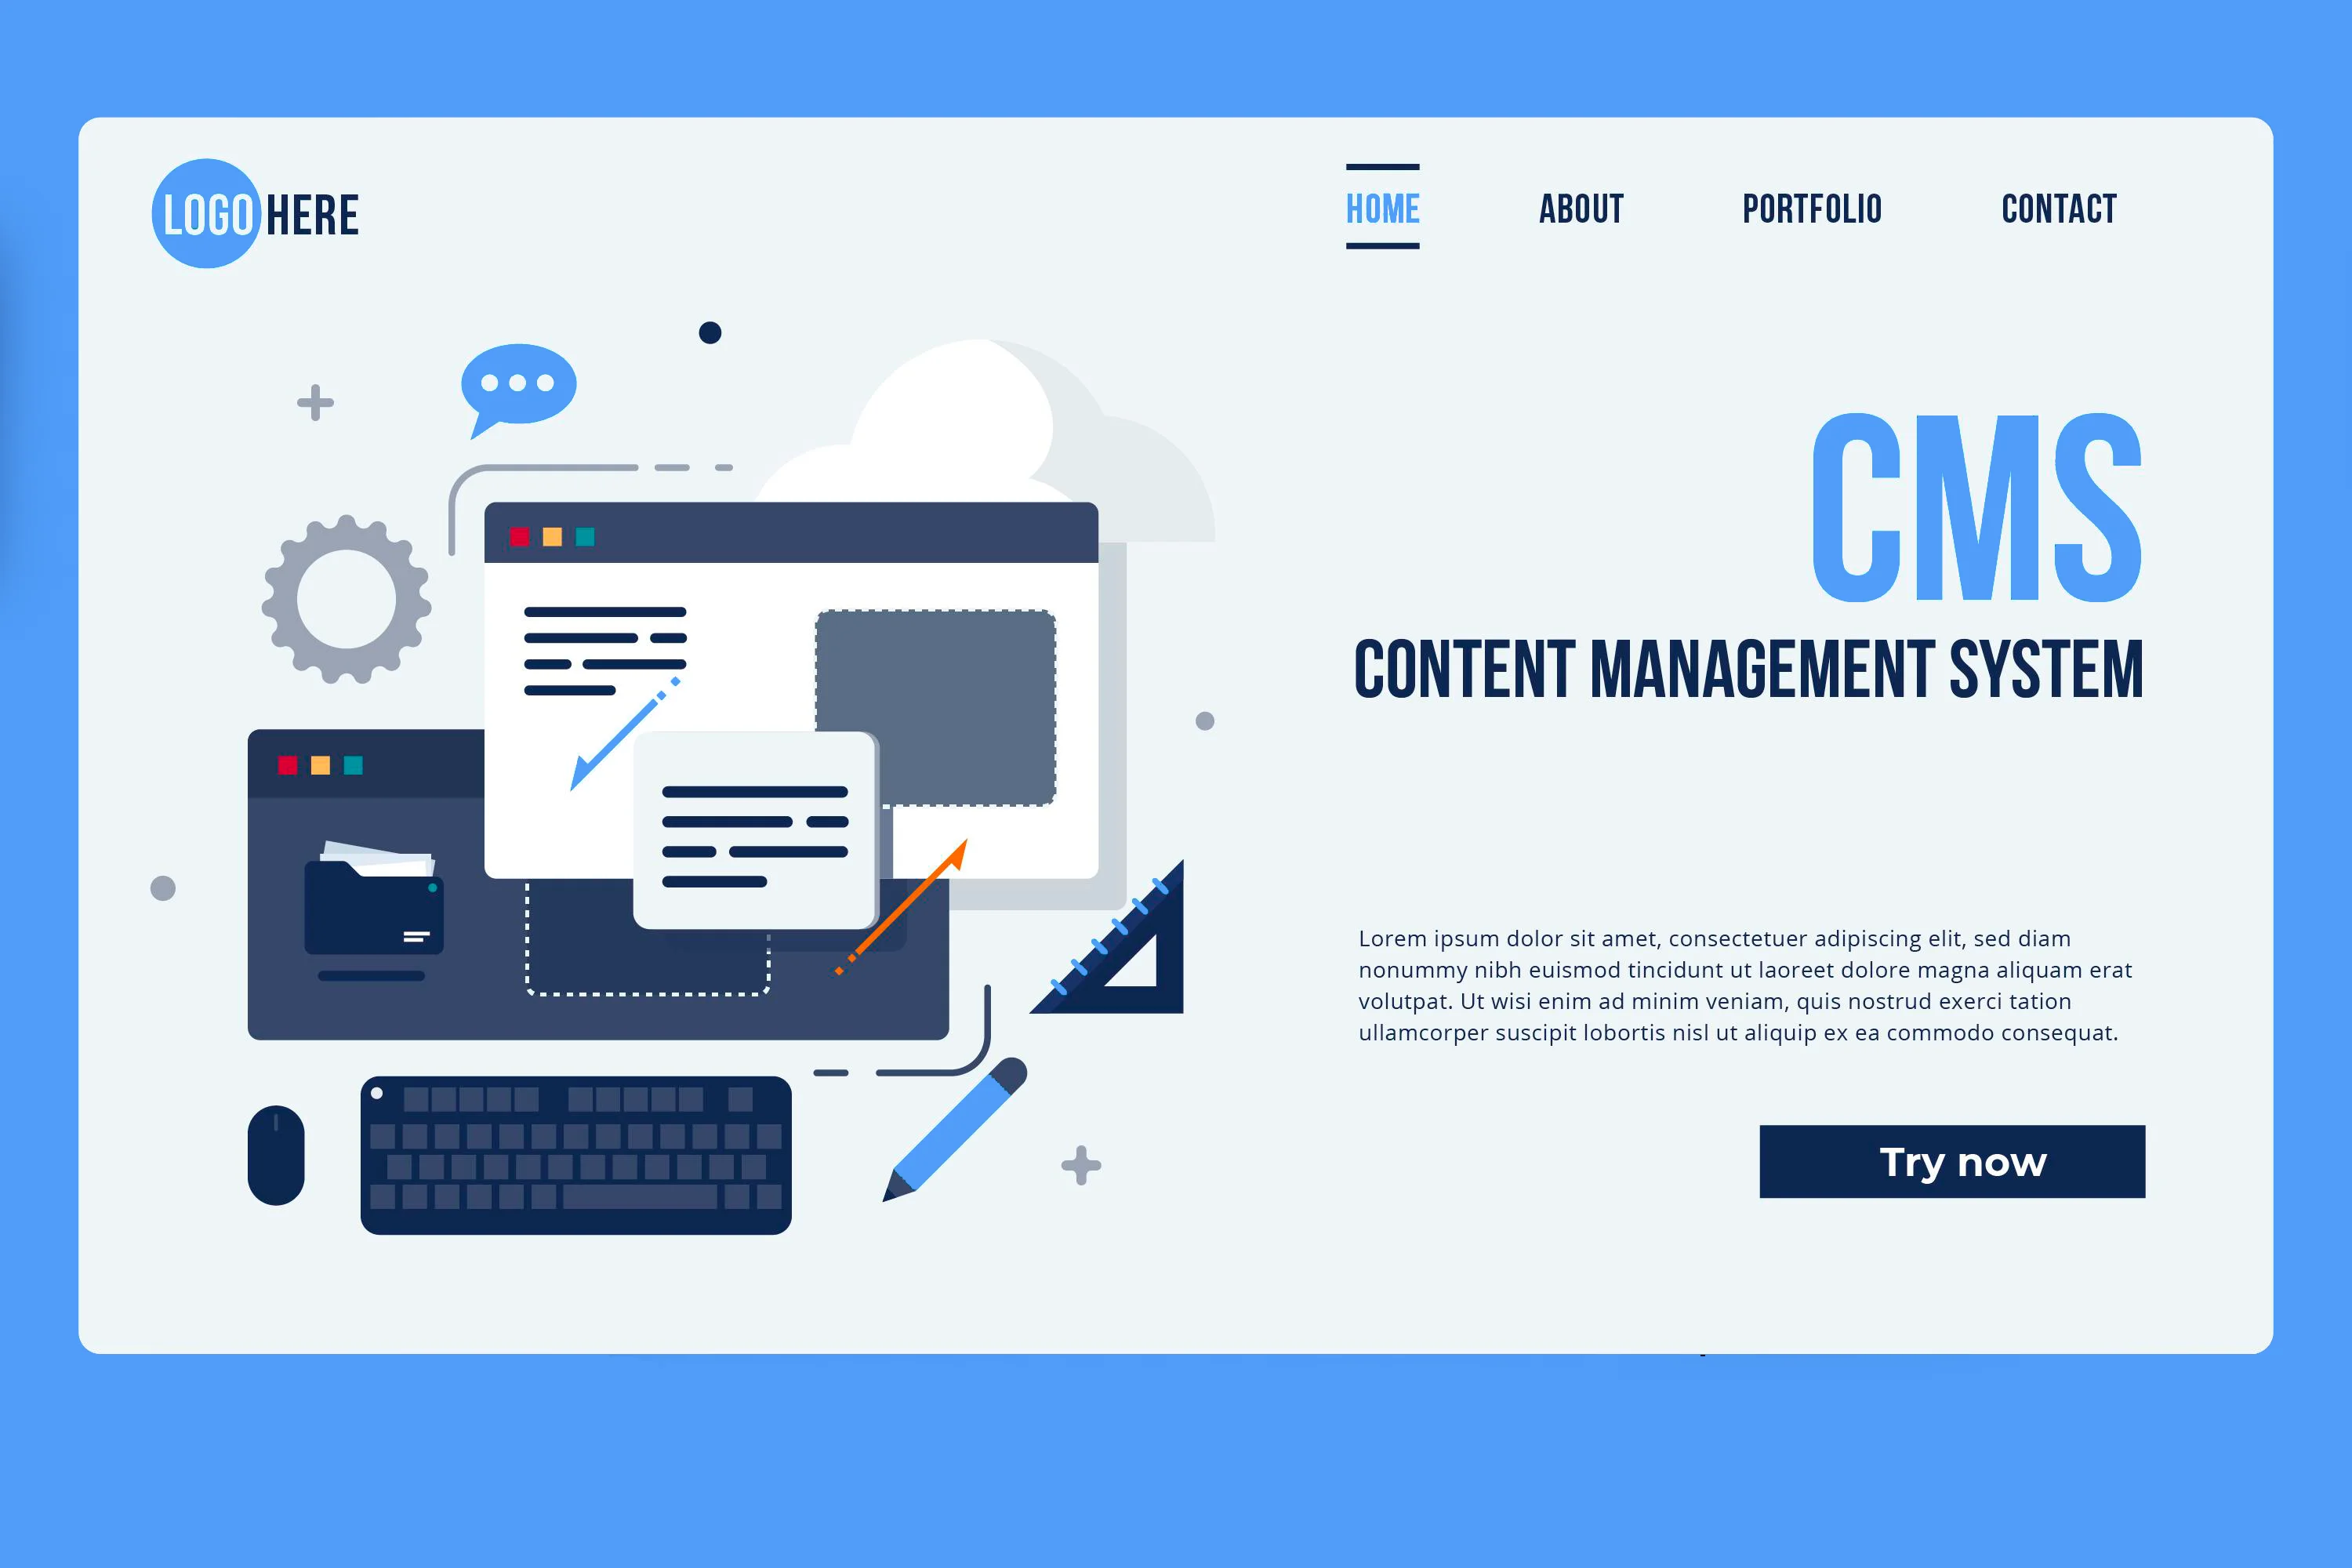 LOGO HERE
HOME ABOUT PORTFOLIO CONTACT
CMS
CONTENT MANAGEMENT SYSTEM
Lorem ipsum dolor sit amet, consectetuer adipiscing elit, sed diam
nonummy nibh euismod tincidunt ut laoreet dolore magna aliquam erat
volutpat. Ut wisi enim ad minim veniam, quis nostrud exerci tation
ullamcorper suscipit lobortis nisl ut aliquip ex ea commodo consequat.
Try now